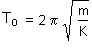 T₀ = 2 π √(m/K)